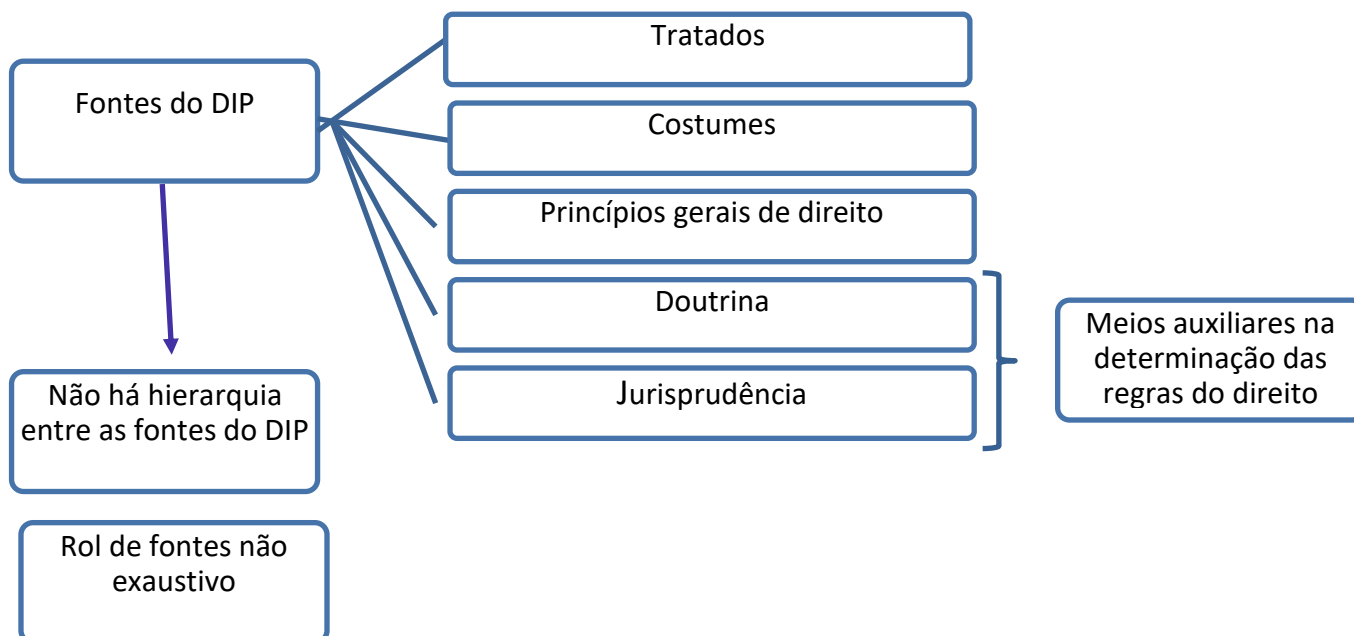 Fontes do DIP
Tratados
Costumes
Princípios gerais de direito
Doutrina
Jurisprudência
Meios auxiliares na
determinação das
regras do direito
Não há hierarquia
entre as fontes do DIP
Rol de fontes não
exaustivo